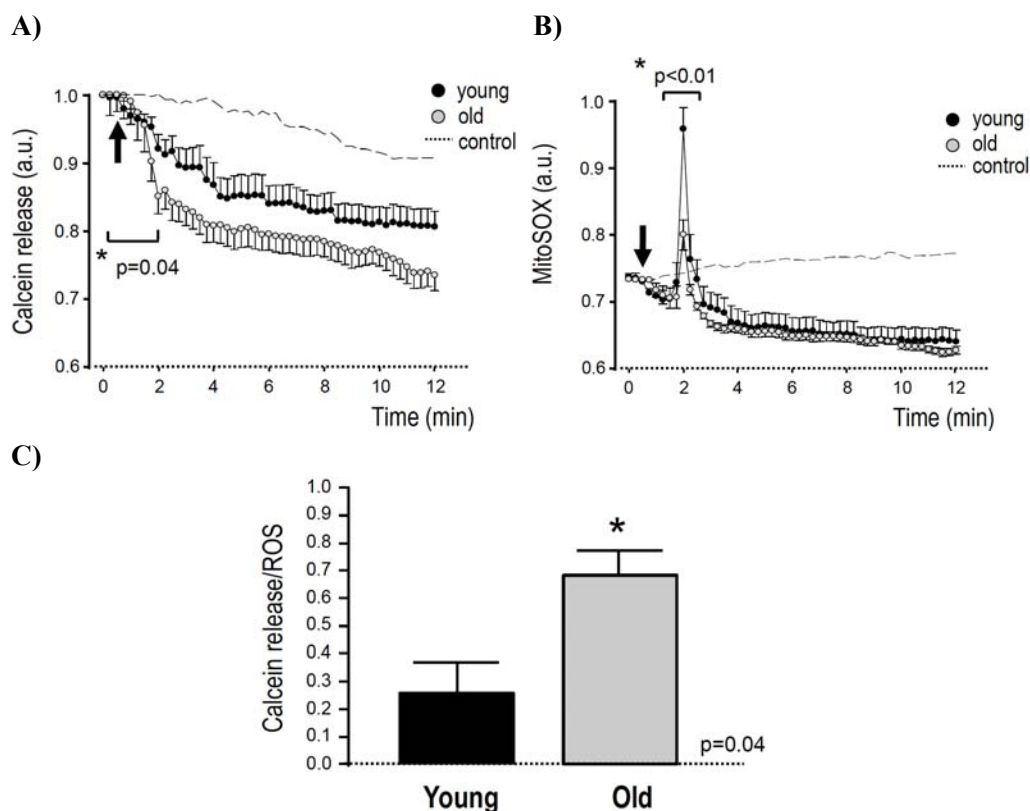 A)
young
old
control
Calcein release (a.u.)
1.0
0.9
0.8
0.7
0.6
* p=0.04
0 2 4 6 8 10 12
Time (min)
B)
* p<0.01
young
old
control
MitoSOX (a.u.)
1.0
0.9
0.8
0.7
0.6
0 2 4 6 8 10 12
Time (min)
C)
Calcein release/ROS
1.0
0.9
0.8
0.7
0.6
0.5
0.4
0.3
0.2
0.1
0.0
*
p=0.04
Young Old